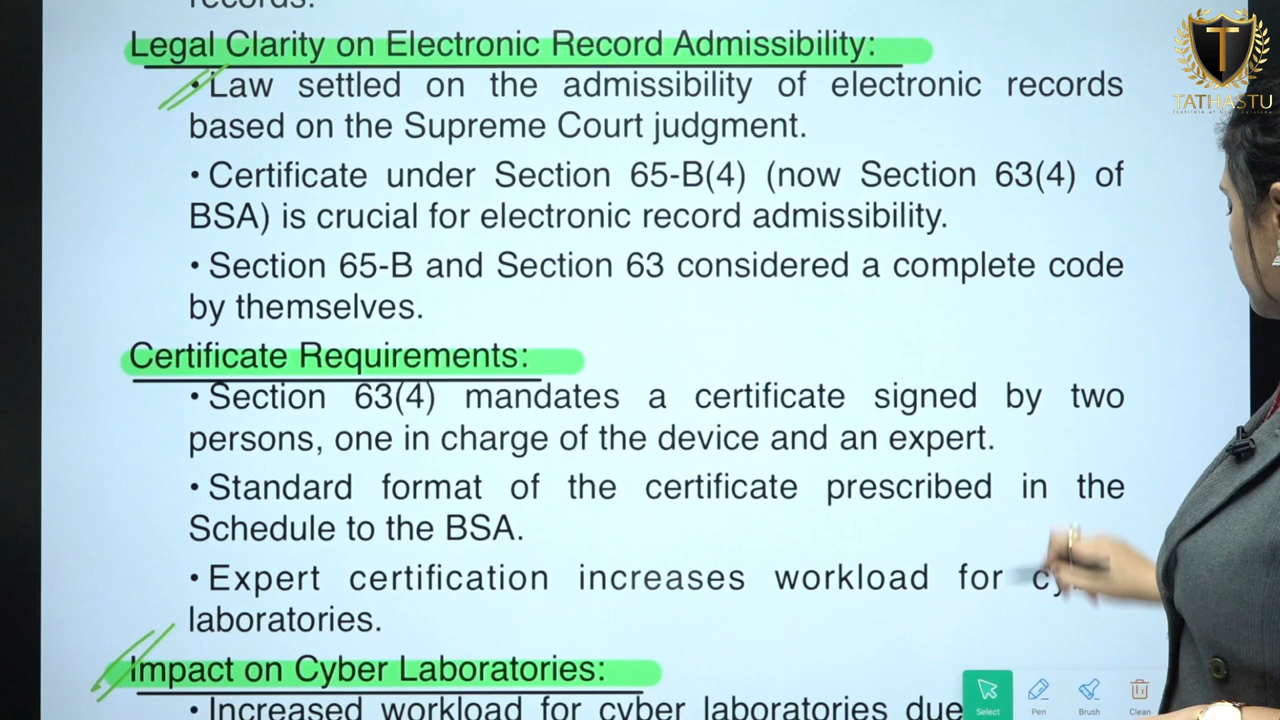 records.
Legal Clarity on Electronic Record Admissibility:
• Law settled on the admissibility of electronic records
based on the Supreme Court judgment.
• Certificate under Section 65-B(4) (now Section 63(4) of
BSA) is crucial for electronic record admissibility.
• Section 65-B and Section 63 considered a complete code
by themselves.
Certificate Requirements:
• Section 63(4) mandates a certificate signed by two
persons, one in charge of the device and an expert.
• Standard format of the certificate prescribed in the
Schedule to the BSA.
• Expert certification increases workload for
laboratories.
Impact on Cyber Laboratories:
• Increased workload for cyber laboratories due
Select
Pen
Brush
Clean
T
TATHASTU